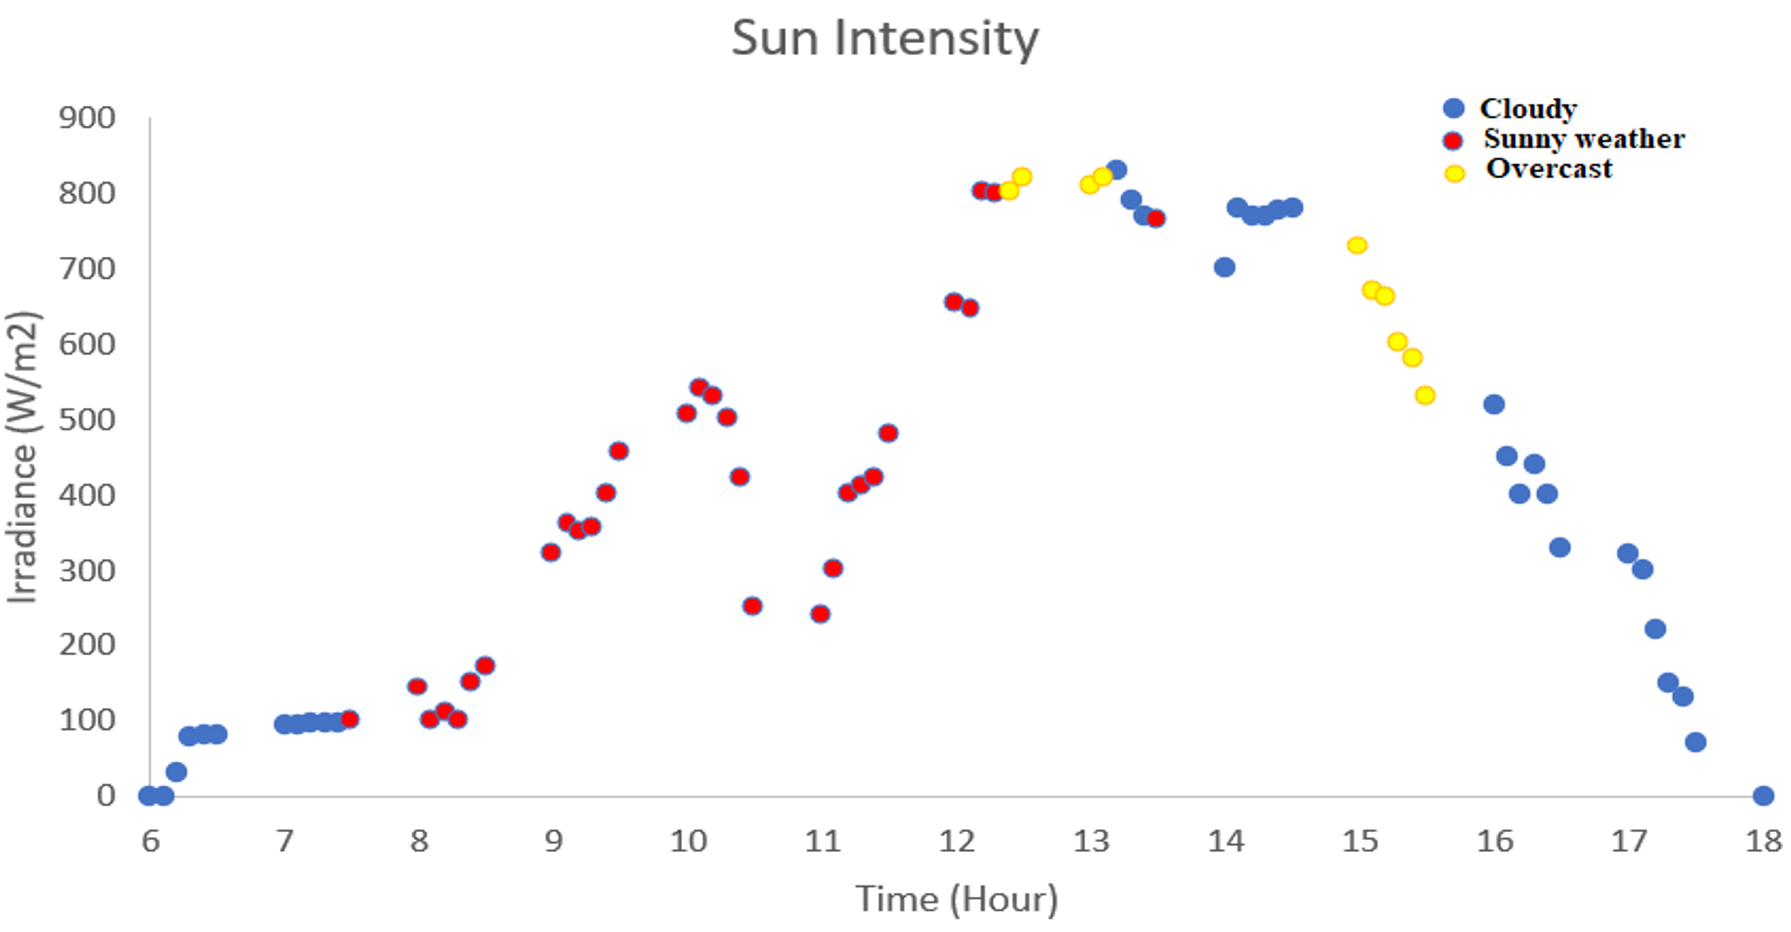 Sun Intensity
Cloudy
Sunny weather
Overcast
900
800
700
600
500
400
300
200
100
0
Irradiance (W/m2)
6 7 8 9 10 11 12 13 14 15 16 17 18
Time (Hour)